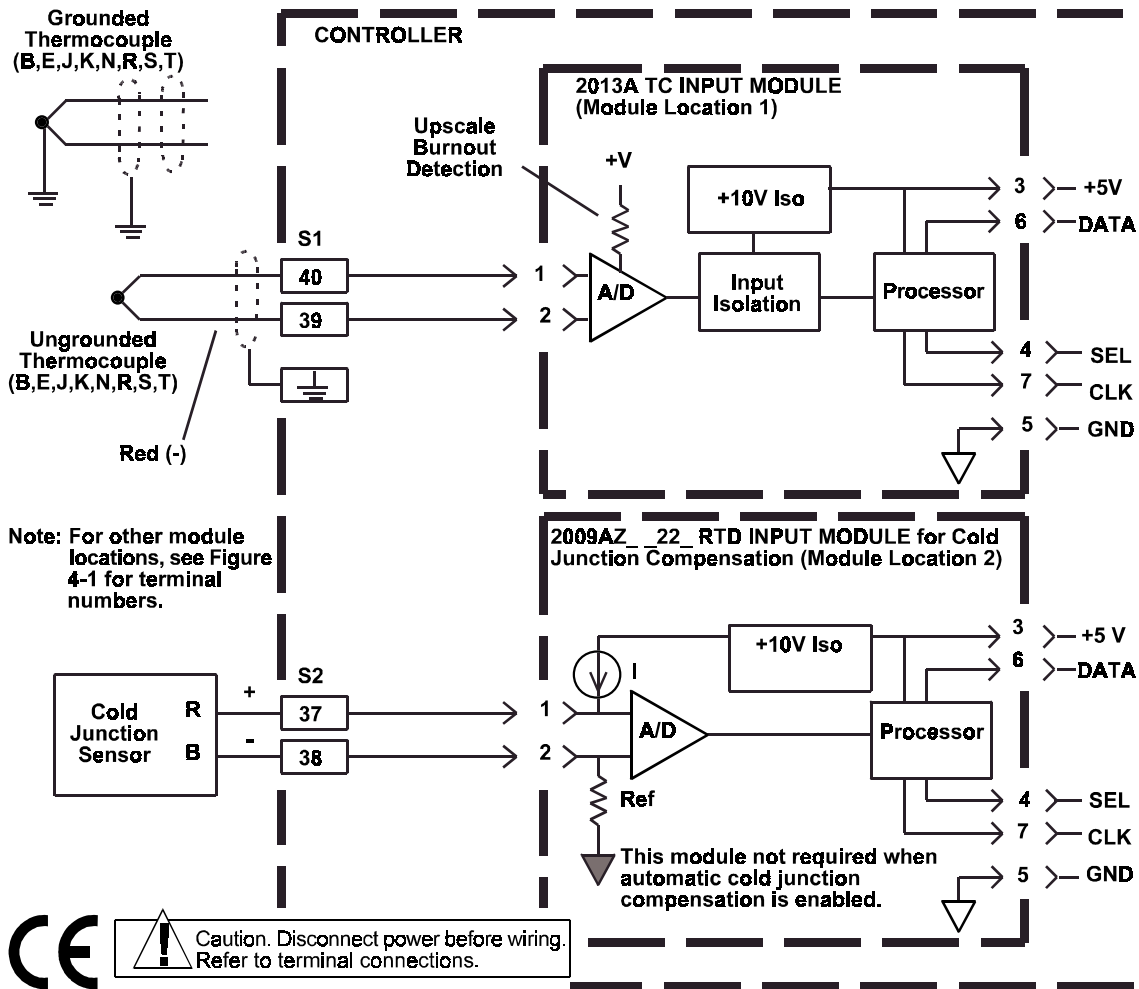 Grounded
Thermocouple
(B,E,J,K,N,R,S,T)
CONTROLLER
2013A TC INPUT MODULE
(Module Location 1)
Upscale
Burnout
Detection
+V
+10V Iso
3
+5V
6
DATA
S1
40
1
A/D
Input
Isolation
Processor
39
2
Ungrounded
Thermocouple
(B,E,J,K,N,R,S,T)
4
SEL
7
CLK
5
GND
Red (-)
Note: For other module
locations, see Figure
4-1 for terminal
numbers.
2009AZ_ _22_ RTD INPUT MODULE for Cold
Junction Compensation (Module Location 2)
+10V Iso
3
+5 V
6
DATA
I
S2
Cold
Junction
Sensor
R
+
37
1
A/D
Processor
B
-
38
2
Ref
4
SEL
7
CLK
This module not required when
automatic cold junction
compensation is enabled.
5
GND
CE
!
Caution. Disconnect power before wiring.
Refer to terminal connections.